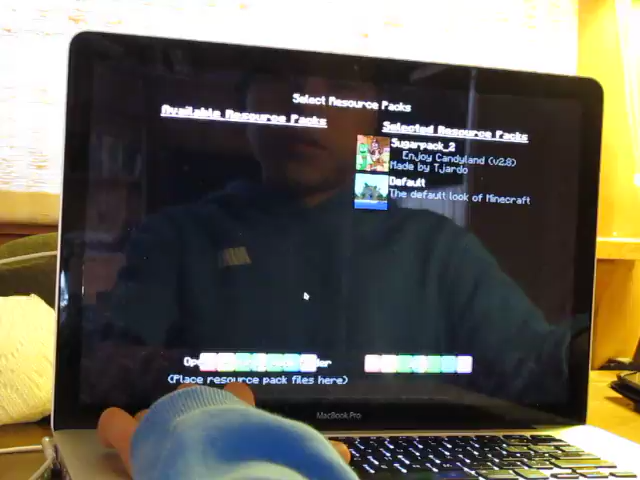 Select Resource Packs
Available Resource Packs
Selected Resource Packs
Sugarpack_2
Enjoy Candyland (v2.8)
Made by Tjardo
Default
The default look of Minecraft
(Place resource pack files here)
MacBook Pro